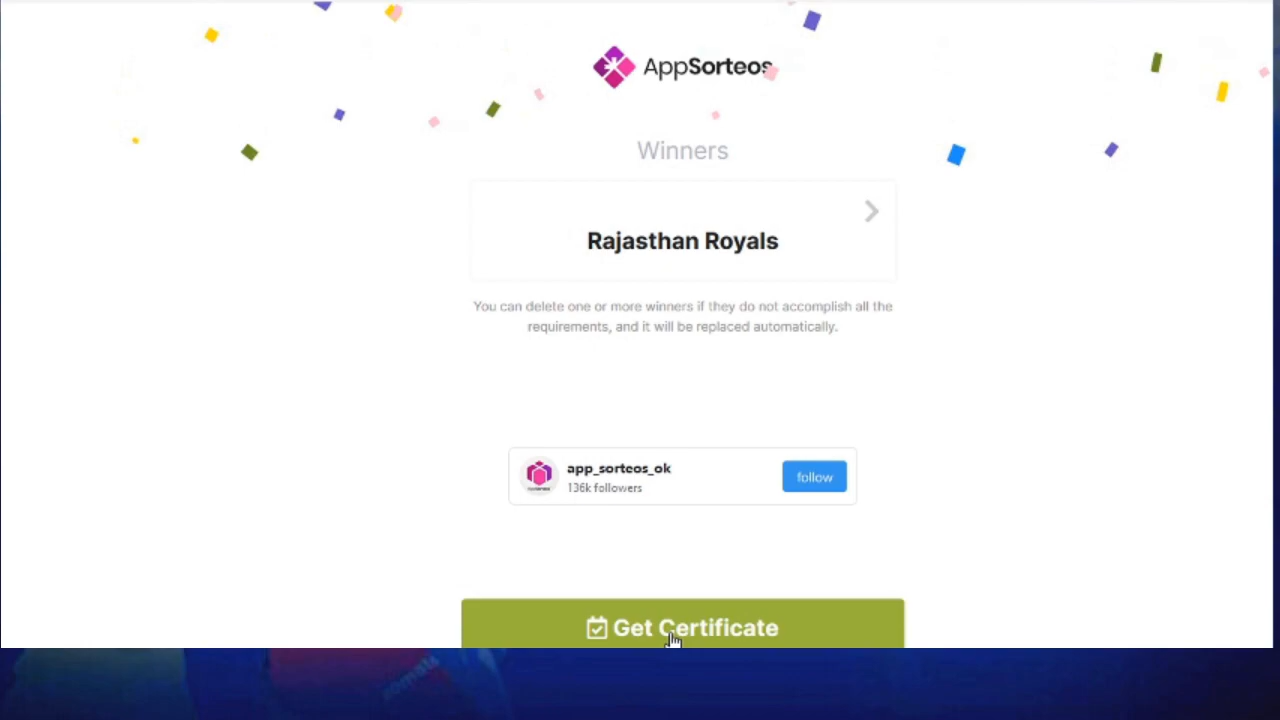 AppSorteos
Winners
Rajasthan Royals
You can delete one or more winners if they do not accomplish all the
requirements, and it will be replaced automatically.
app_sorteos_ok
136k followers
follow
Get Certificate